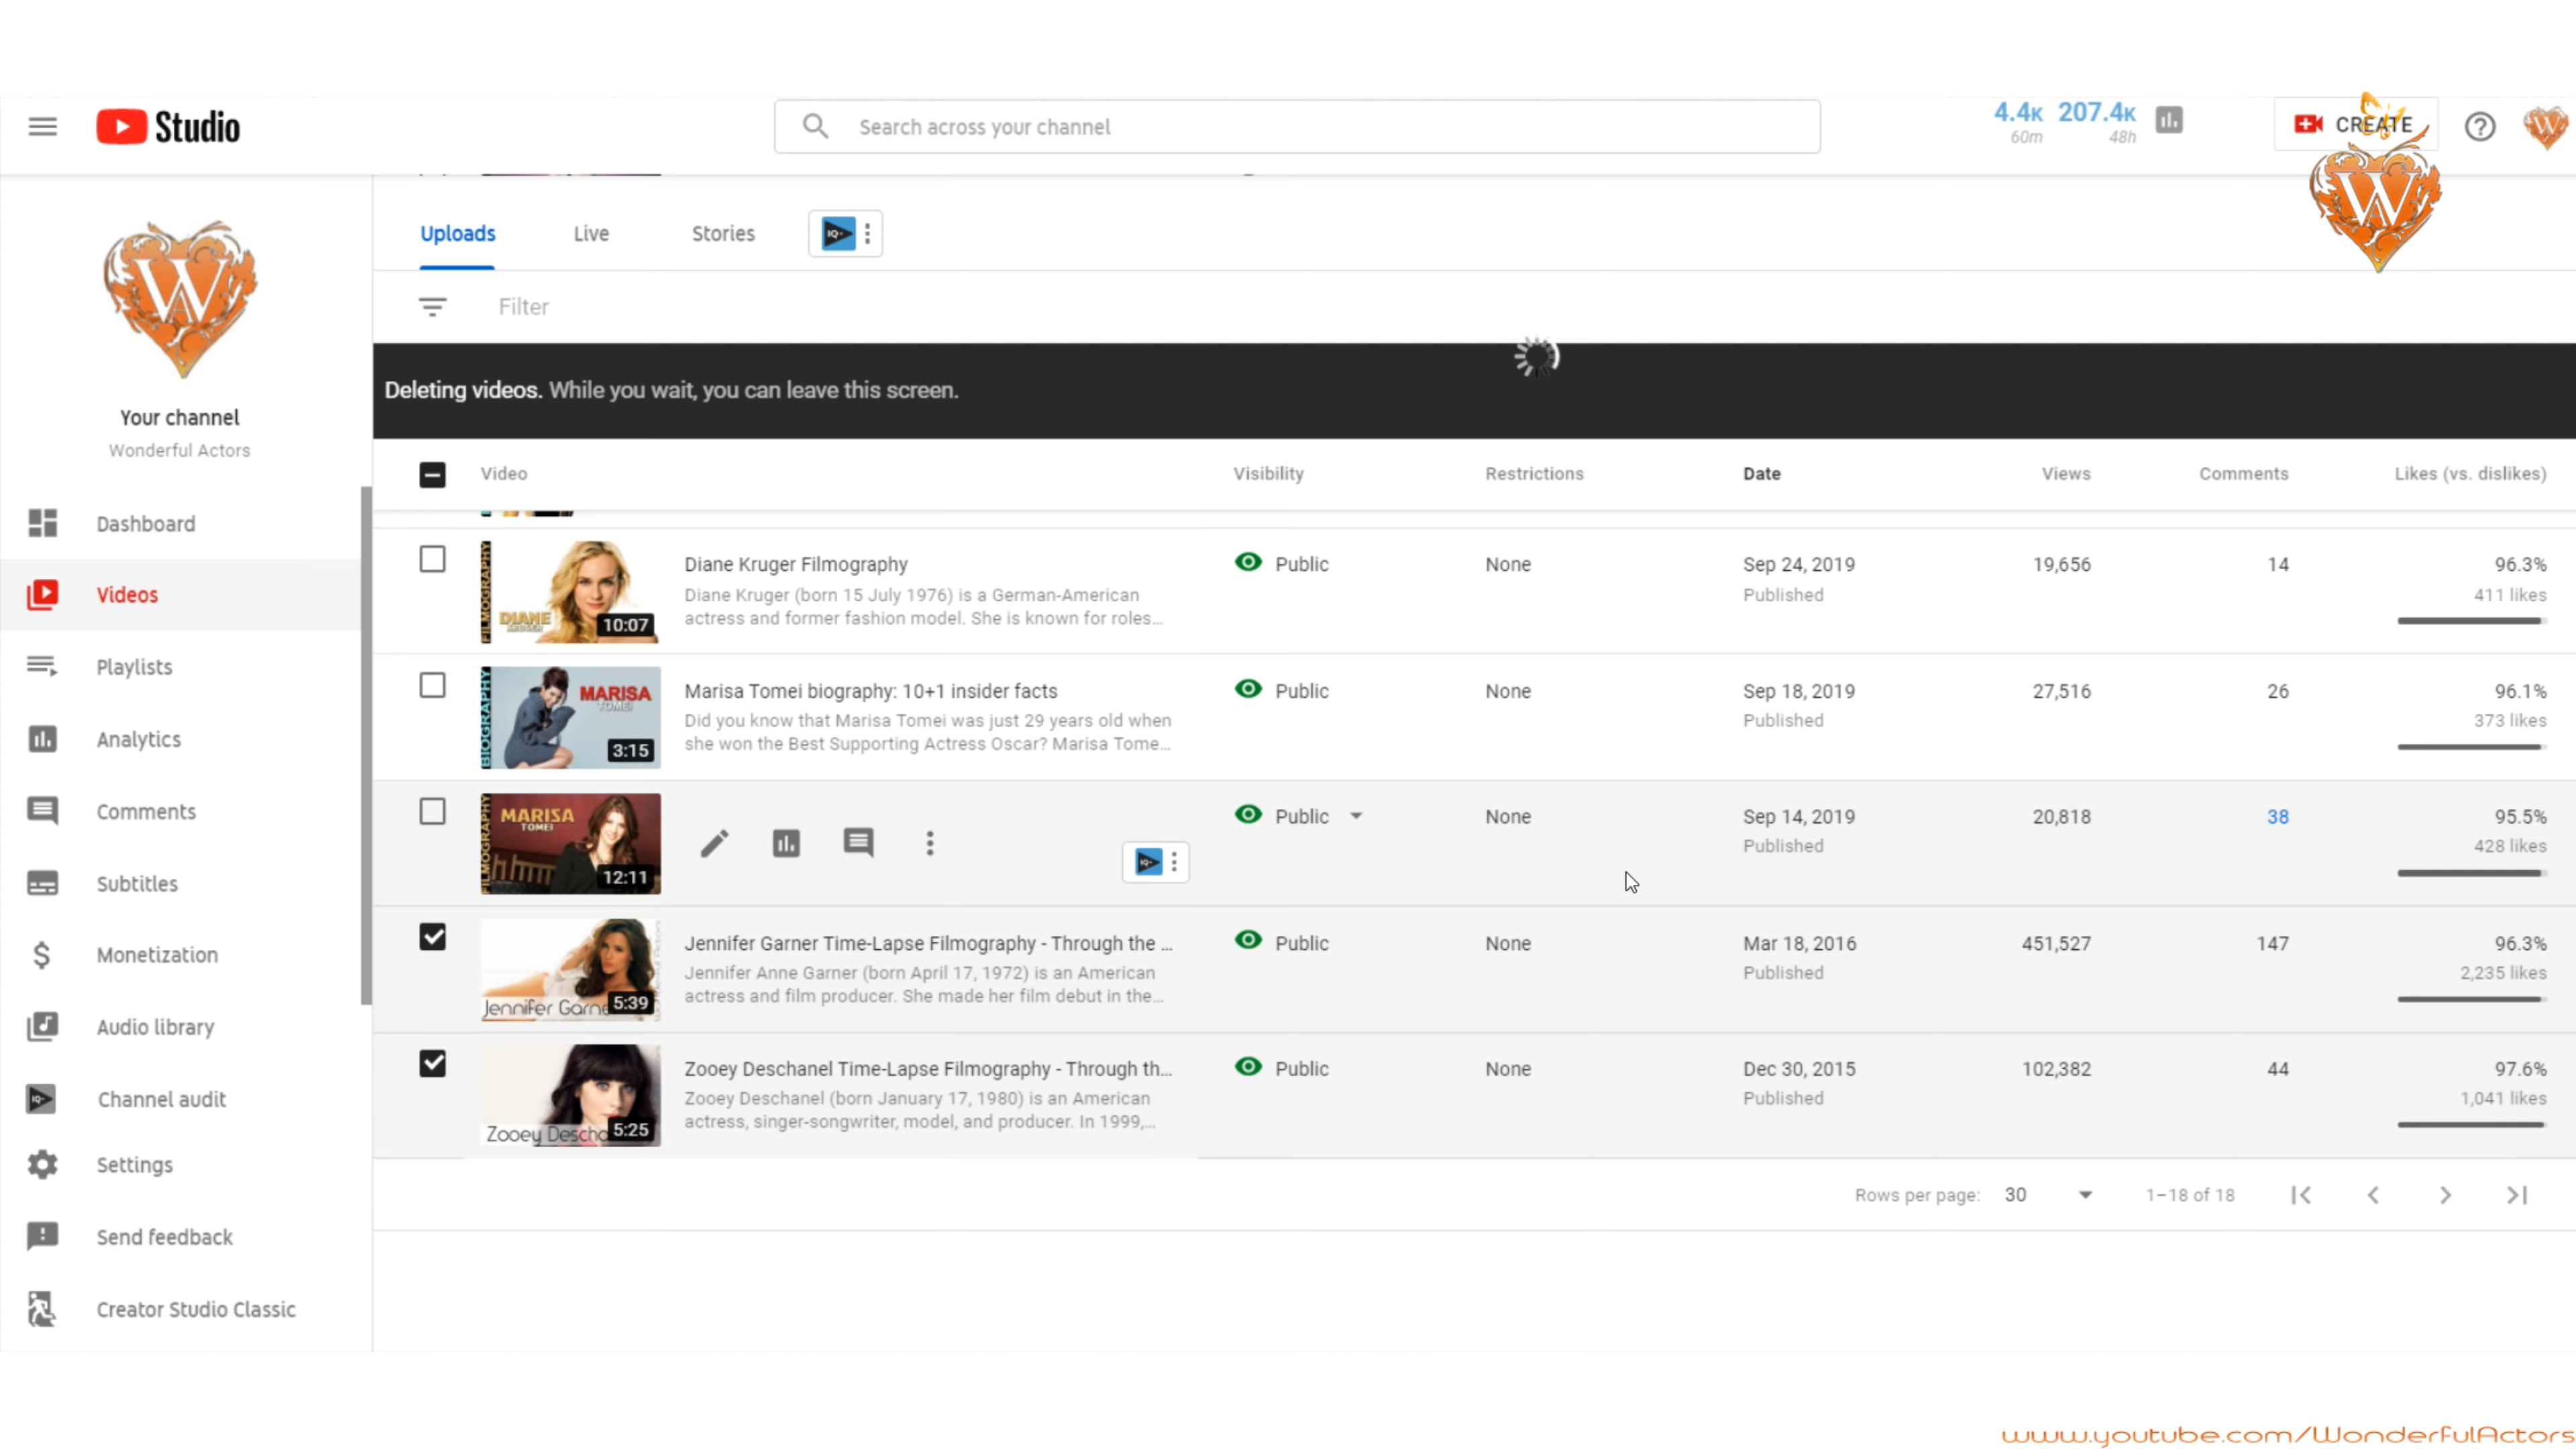 Studio
Search across your channel
4.4K 207.4K
60m 48h
CREATE
W
Uploads Live Stories
IQ+
Filter
Your channel
Wonderful Actors
Deleting videos. While you wait, you can leave this screen.
Video Visibility Restrictions Date Views Comments Likes (vs. dislikes)
Dashboard
Videos
Playlists
Analytics
Comments
Subtitles
Monetization
Audio library
Channel audit
Settings
Send feedback
Creator Studio Classic
FILMOGRAPHY
DIANE
KRUGER
10:07
Diane Kruger Filmography
Diane Kruger (born 15 July 1976) is a German-American
actress and former fashion model. She is known for roles...
Public None Sep 24, 2019 19,656 14 96.3%
Published 411 likes
BIOGRAPHY
MARISA
TOMEI
3:15
Marisa Tomei biography: 10+1 insider facts
Did you know that Marisa Tomei was just 29 years old when
she won the Best Supporting Actress Oscar? Marisa Tome...
Public None Sep 18, 2019 27,516 26 96.1%
Published 373 likes
FILMOGRAPHY
MARISA
TOMEI
12:11
Public None Sep 14, 2019 20,818 38 95.5%
Published 428 likes
Jennifer Garne
5:39
Jennifer Garner Time-Lapse Filmography - Through the ...
Jennifer Anne Garner (born April 17, 1972) is an American
actress and film producer. She made her film debut in the...
Public None Mar 18, 2016 451,527 147 96.3%
Published 2,235 likes
Zooey Descha
5:25
Zooey Deschanel Time-Lapse Filmography - Through th...
Zooey Deschanel (born January 17, 1980) is an American
actress, singer-songwriter, model, and producer. In 1999,...
Public None Dec 30, 2015 102,382 44 97.6%
Published 1,041 likes
Rows per page: 30 1–18 of 18
www.youtube.com/WonderfulActors